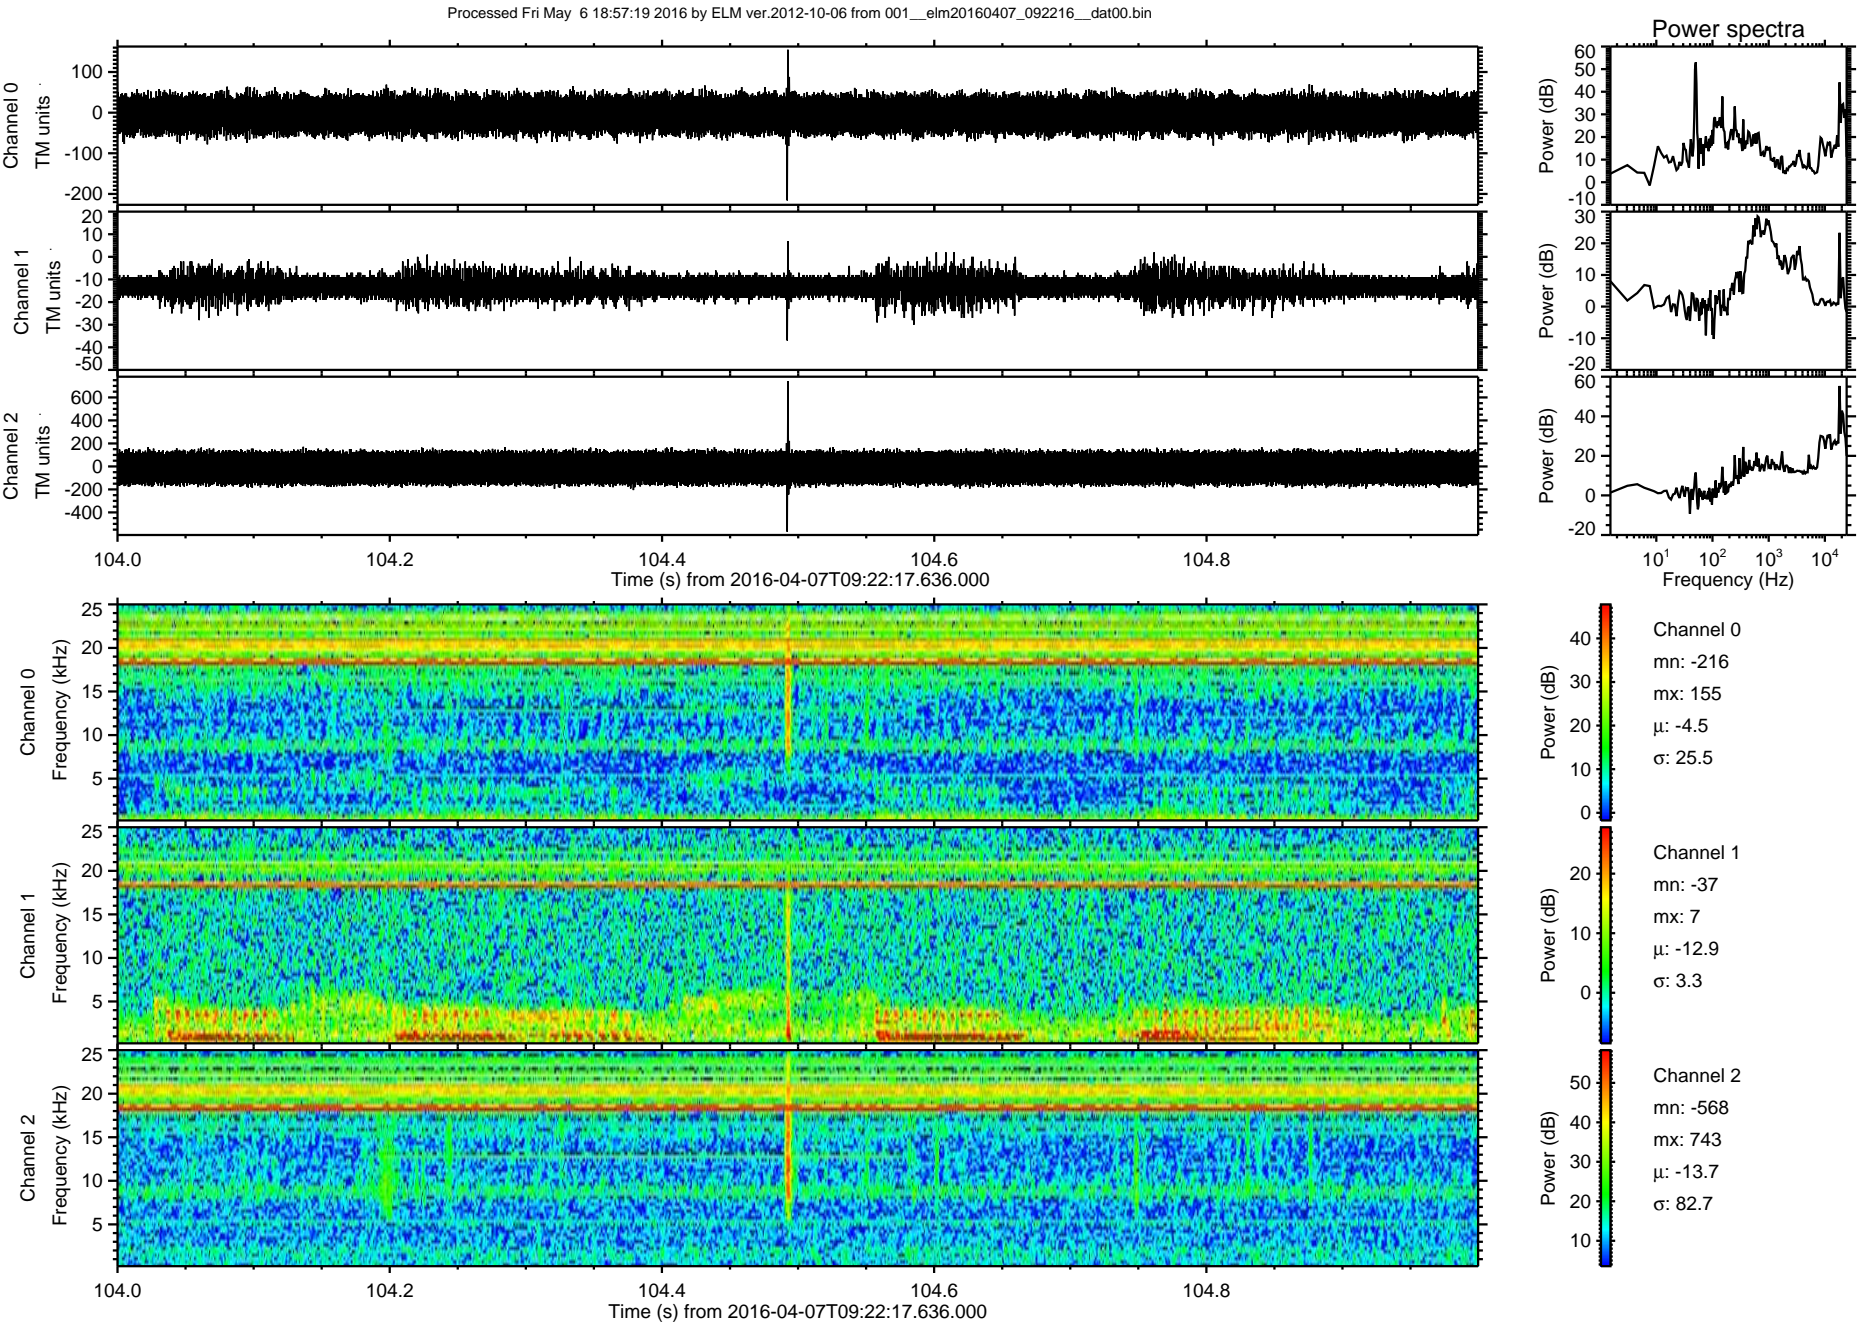 Processed Fri May  6 18:57:19 2016 by ELM ver.2012-10-06 from 001__elm20160407_092216__dat00.bin
Power spectra
Channel 0
TM units
100
0
-100
-200
Power (dB)
60
50
40
30
20
10
0
-10
Channel 1
TM units
20
10
0
-10
-20
-30
-40
-50
Power (dB)
30
20
10
0
-10
-20
Channel 2
TM units
600
400
200
0
-200
-400
Power (dB)
60
40
20
0
-20
104.0 104.2 104.4 104.6 104.8
Time (s) from 2016-04-07T09:22:17.636.000
10¹ 10² 10³ 10⁴
Frequency (Hz)
Channel 0
Frequency (kHz)
25
20
15
10
5
Power (dB)
40
30
20
10
0
Channel 0
mn: -216
mx: 155
μ: -4.5
σ: 25.5
Channel 1
Frequency (kHz)
25
20
15
10
5
Power (dB)
20
10
0
Channel 1
mn: -37
mx: 7
μ: -12.9
σ: 3.3
Channel 2
Frequency (kHz)
25
20
15
10
5
Power (dB)
50
40
30
20
10
Channel 2
mn: -568
mx: 743
μ: -13.7
σ: 82.7
104.0 104.2 104.4 104.6 104.8
Time (s) from 2016-04-07T09:22:17.636.000